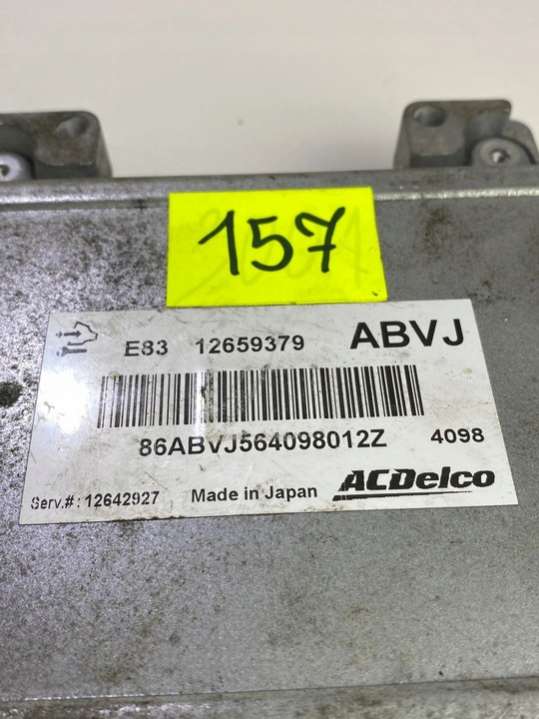 157
E83 12659379 ABVJ
86ABVJ564098012Z 4098
Serv.#: 12642927 Made in Japan ACDelco